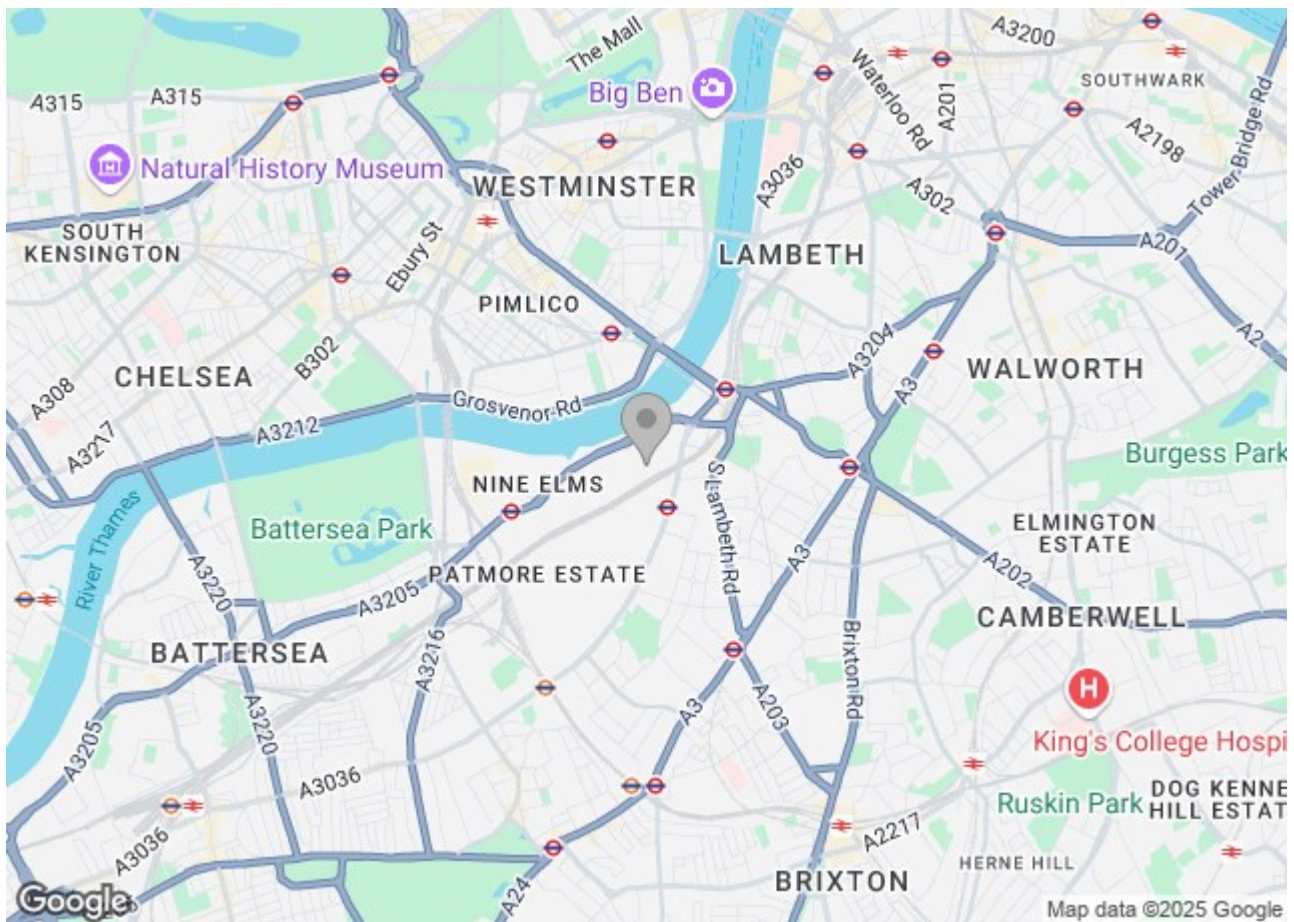 The Mall
A3200
SOUTHWARK
A315
A315
Big Ben
Waterloo Rd
A201
A2198
Tower Bridge Rd
Natural History Museum
WESTMINSTER
A3036
A302
SOUTH
KENSINGTON
Ebury St
LAMBETH
A201
PIMLICO
A3204
A2
B302
CHELSEA
A308
Grosvenor Rd
A3
WALWORTH
A3217
A3212
Burgess Park
NINE ELMS
S Lambeth Rd
River Thames
Battersea Park
ELMINGTON
ESTATE
A3220
PATMORE ESTATE
A3
A202
A3205
CAMBERWELL
BATTERSEA
A3216
Brixton Rd
H
A3220
A3
A203
A3205
King's College Hospi
A3036
Ruskin Park
DOG KENNE
HILL ESTAT
A3036
A2217
HERNE HILL
A24
BRIXTON
Google
Map data ©2025 Google